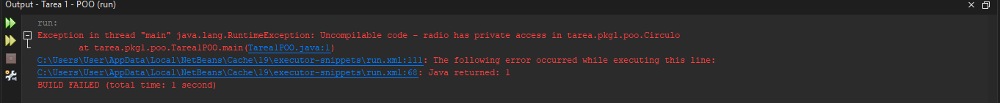 Output - Tarea 1 - POO (run)
run:
Exception in thread "main" java.lang.RuntimeException: Uncompilable code - radio has private access in tarea.pkg1.poo.Circulo
at tarea.pkg1.poo.Tarea1POO.main(Tarea1POO.java:1)
C:\Users\User\AppData\Local\NetBeans\Cache\19\executor-snippets\run.xml:111: The following error occurred while executing this line:
C:\Users\User\AppData\Local\NetBeans\Cache\19\executor-snippets\run.xml:68: Java returned: 1
BUILD FAILED (total time: 1 second)